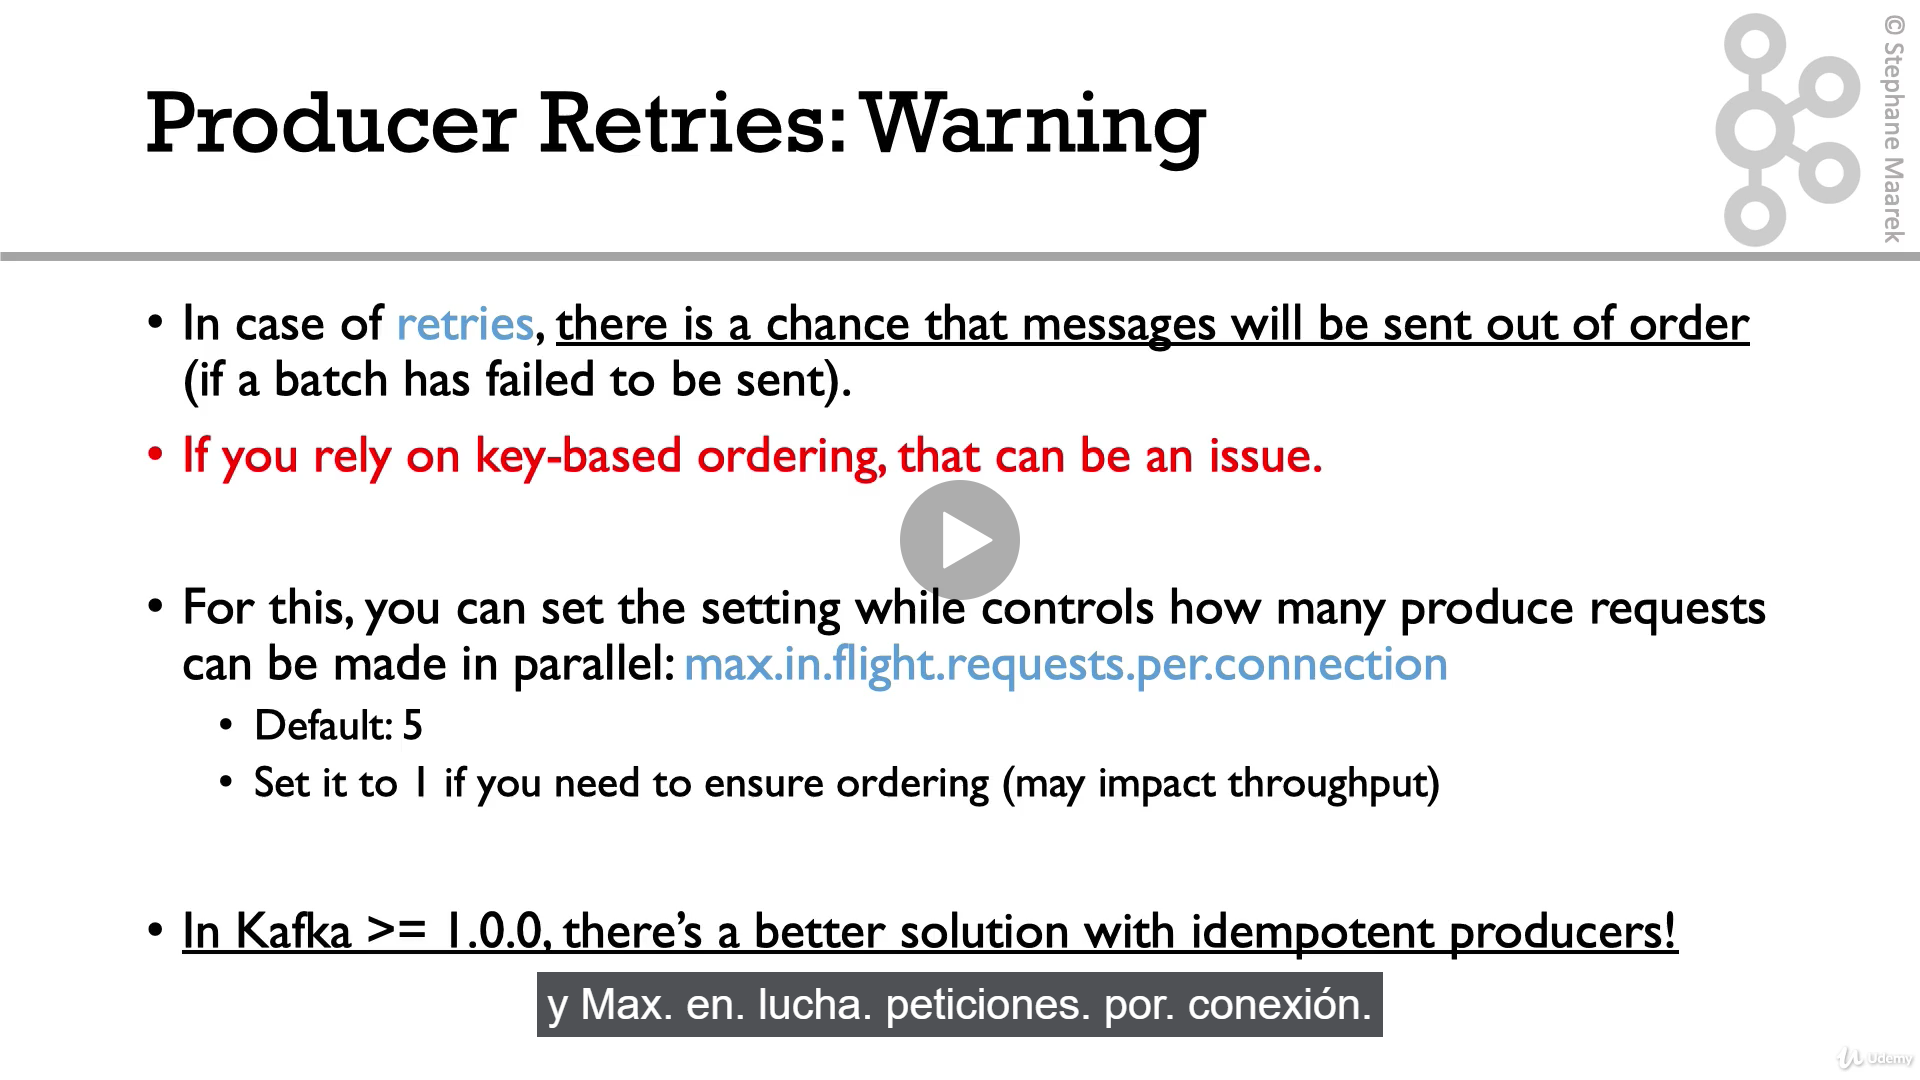 Producer Retries: Warning
© Stephane Maarek
• In case of retries, there is a chance that messages will be sent out of order
(if a batch has failed to be sent).
• If you rely on key-based ordering, that can be an issue.
• For this, you can set the setting while controls how many produce requests
can be made in parallel: max.in.flight.requests.per.connection
• Default: 5
• Set it to 1 if you need to ensure ordering (may impact throughput)
• In Kafka >= 1.0.0, there’s a better solution with idempotent producers!
y Max. en. lucha. peticiones. por. conexión.
Udemy